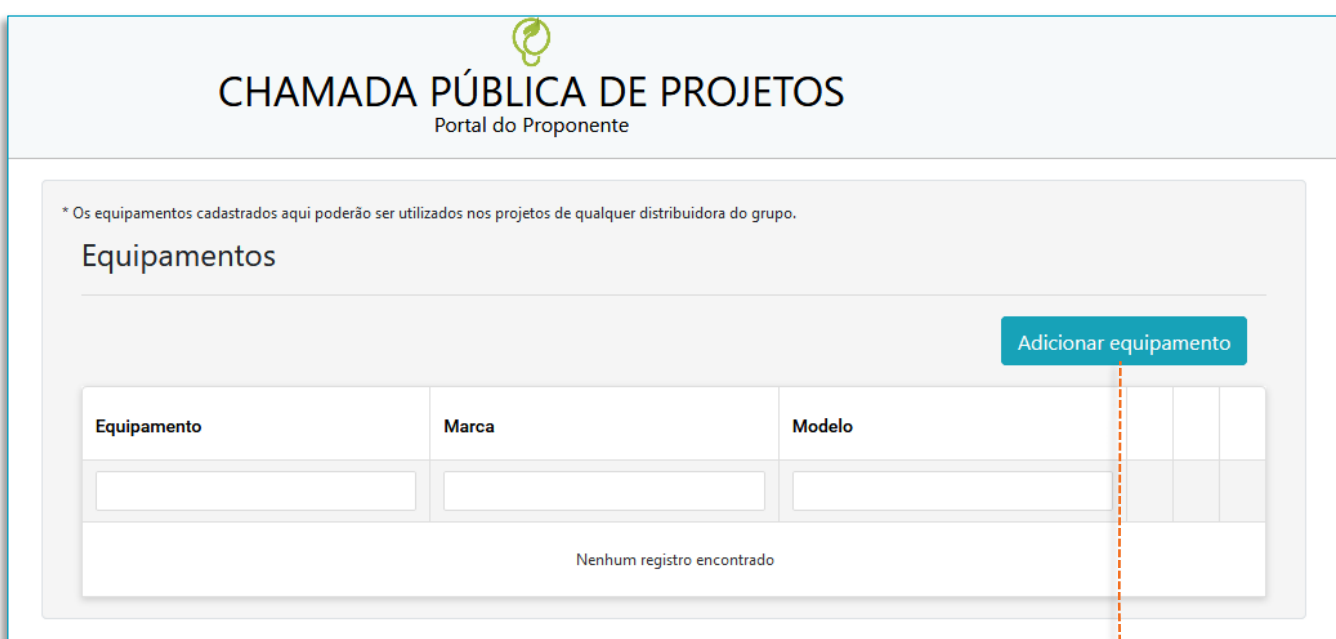 CHAMADA PÚBLICA DE PROJETOS
Portal do Proponente
* Os equipamentos cadastrados aqui poderão ser utilizados nos projetos de qualquer distribuidora do grupo.
Equipamentos
Adicionar equipamento
Equipamento Marca Modelo
Nenhum registro encontrado